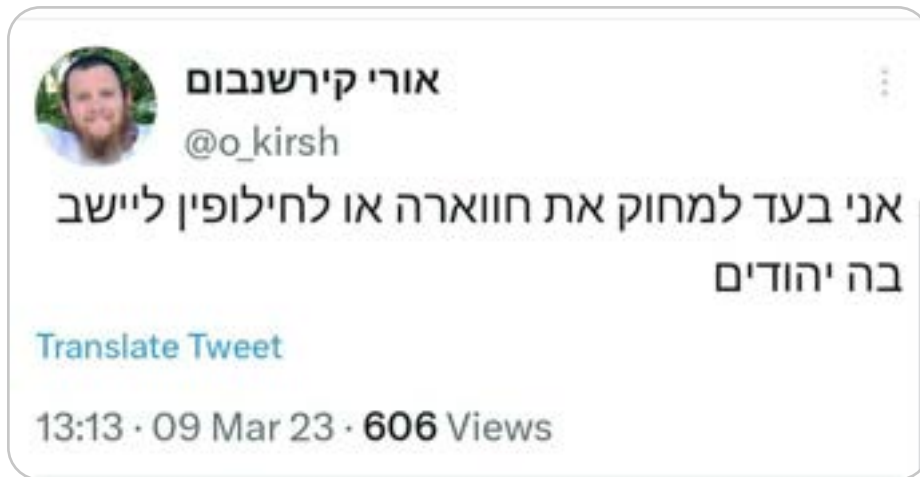 אורי קירשנבום
@o_kirsh
אני בעד למחוק את חווארה או לחילופין ליישב
בה יהודים
Translate Tweet
13:13 · 09 Mar 23 · 606 Views